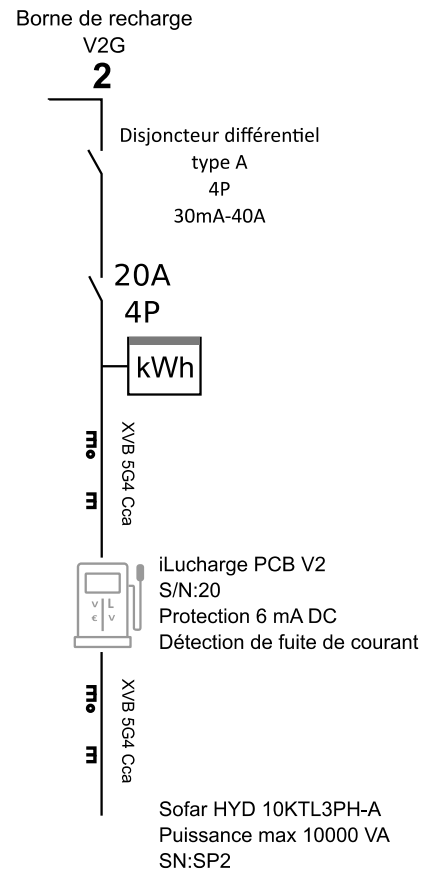 Borne de recharge
V2G
2
Disjoncteur différentiel
type A
4P
30mA-40A
20A
4P
kWh
XVB 5G4 Cca
iLucharge PCB V2
S/N:20
Protection 6 mA DC
Détection de fuite de courant
V L
€ V
XVB 5G4 Cca
Sofar HYD 10KTL3PH-A
Puissance max 10000 VA
SN:SP2